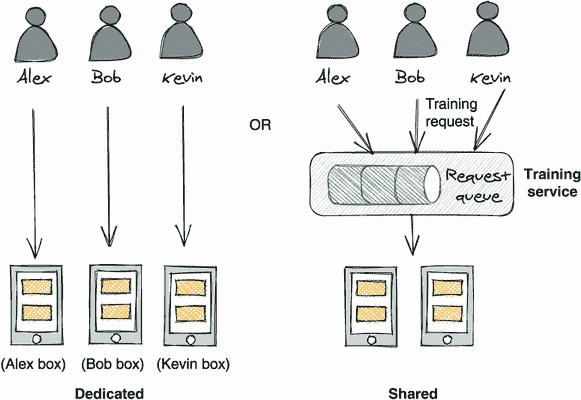 Alex
Bob
Kevin
(Alex box)
(Bob box)
(Kevin box)
Dedicated
OR
Alex
Bob
Kevin
Training
request
Request
queue
Training
service
Shared